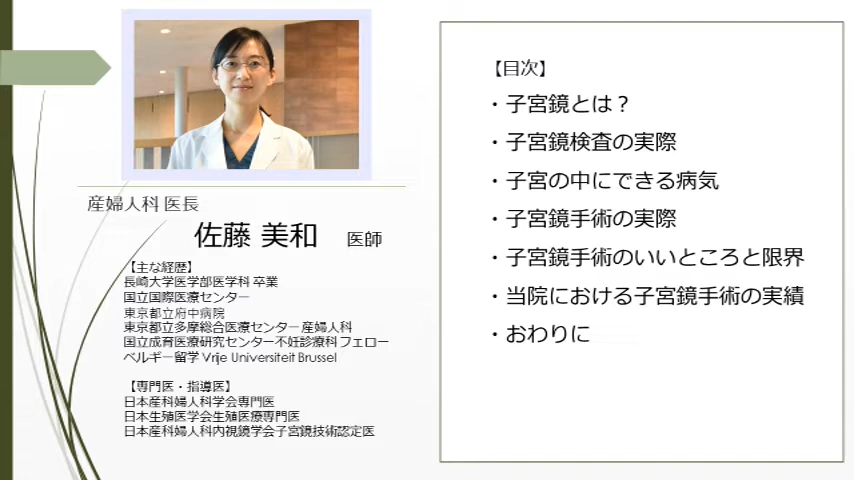 産婦人科 医長
佐藤 美和 医師
【主な経歴】
長崎大学医学部医学科 卒業
国立国際医療センター
東京都立府中病院
東京都立多摩総合医療センター 産婦人科
国立成育医療研究センター不妊診療科 フェロー
ベルギー留学 Vrije Universiteit Brussel
【専門医・指導医】
日本産科婦人科学会専門医
日本生殖医学会生殖医療専門医
日本産科婦人科内視鏡学会子宮鏡技術認定医
【目次】
・子宮鏡とは？
・子宮鏡検査の実際
・子宮の中にできる病気
・子宮鏡手術の実際
・子宮鏡手術のいいところと限界
・当院における子宮鏡手術の実績
・おわりに